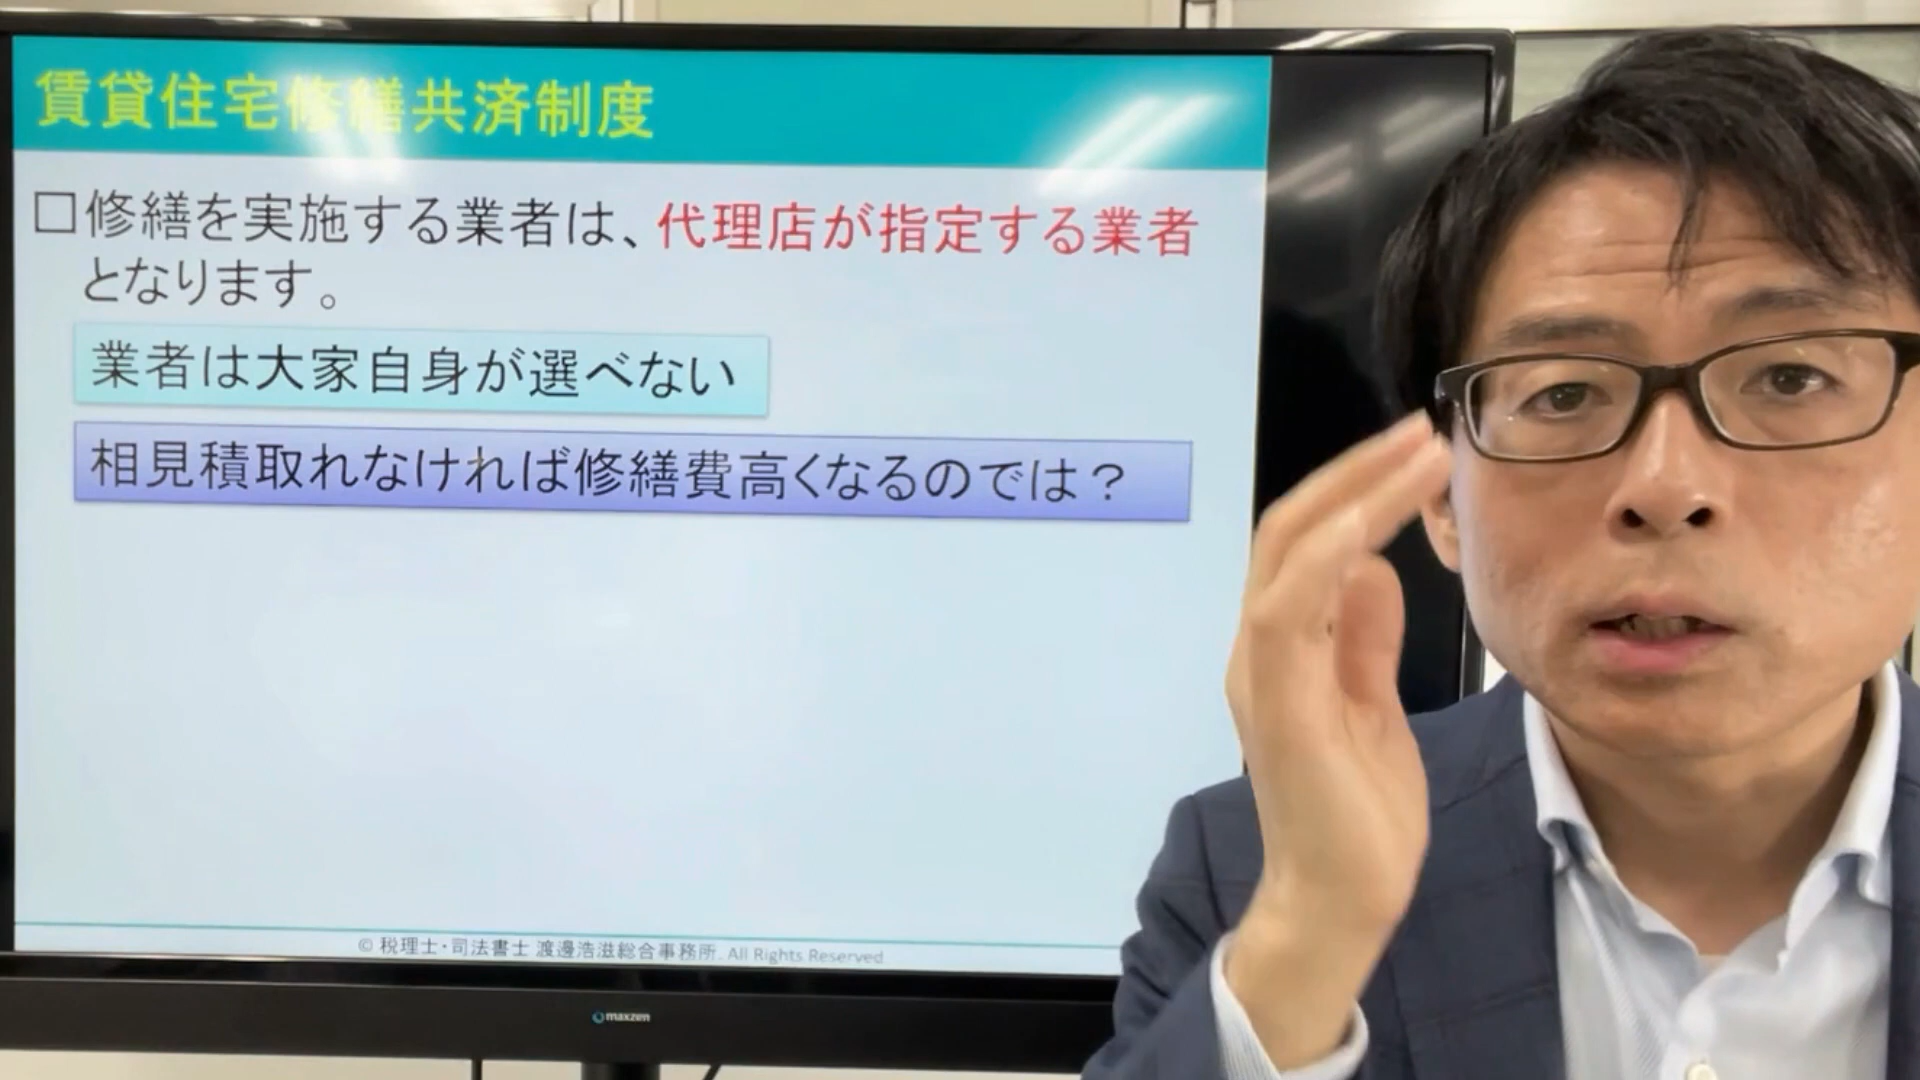 賃貸住宅修繕共済制度
□修繕を実施する業者は、代理店が指定する業者
となります。
業者は大家自身が選べない
相見積取れなければ修繕費高くなるのでは？
© 税理士・司法書士 渡邊浩滋総合事務所. All Rights Reserved.
maxzen